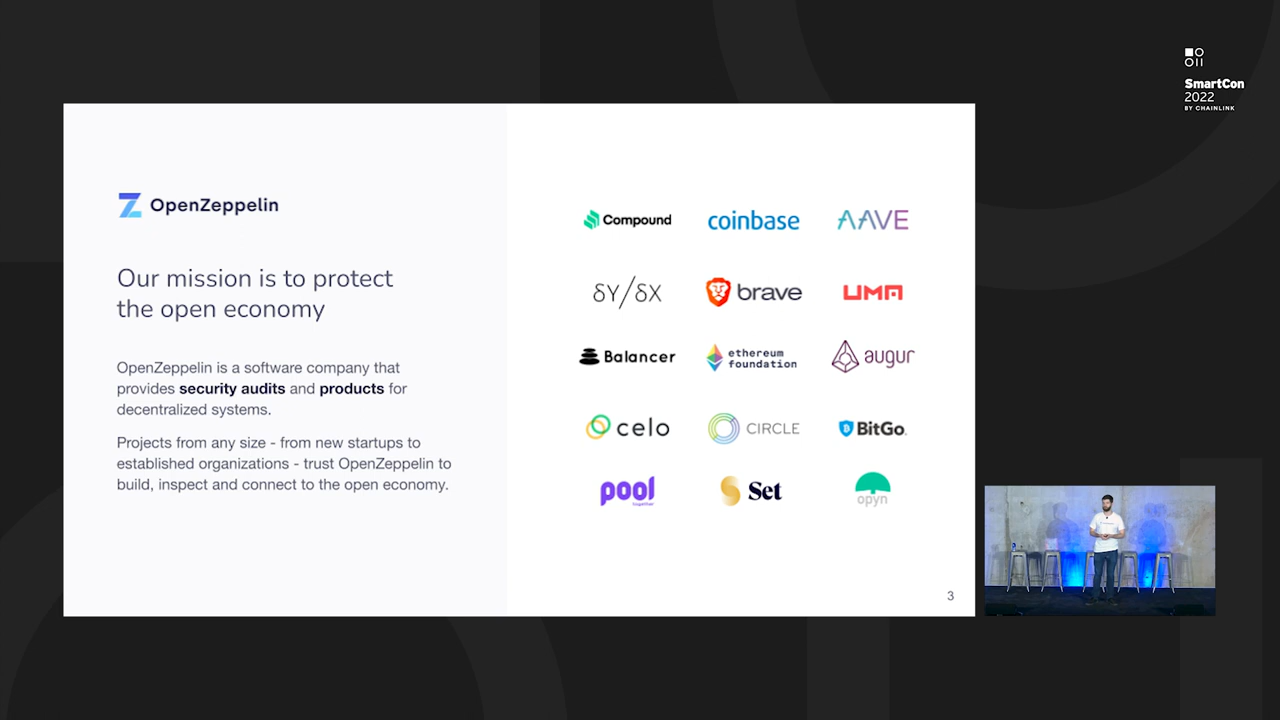 SmartCon
2022
BY CHAINLINK
OpenZeppelin
Our mission is to protect
the open economy
OpenZeppelin is a software company that
provides security audits and products for
decentralized systems.
Projects from any size - from new startups to
established organizations - trust OpenZeppelin to
build, inspect and connect to the open economy.
Compound coinbase AAVE
δY/δX brave UMA
Balancer ethereum foundation augur
celo CIRCLE BitGo.
pool together Set opyn
3